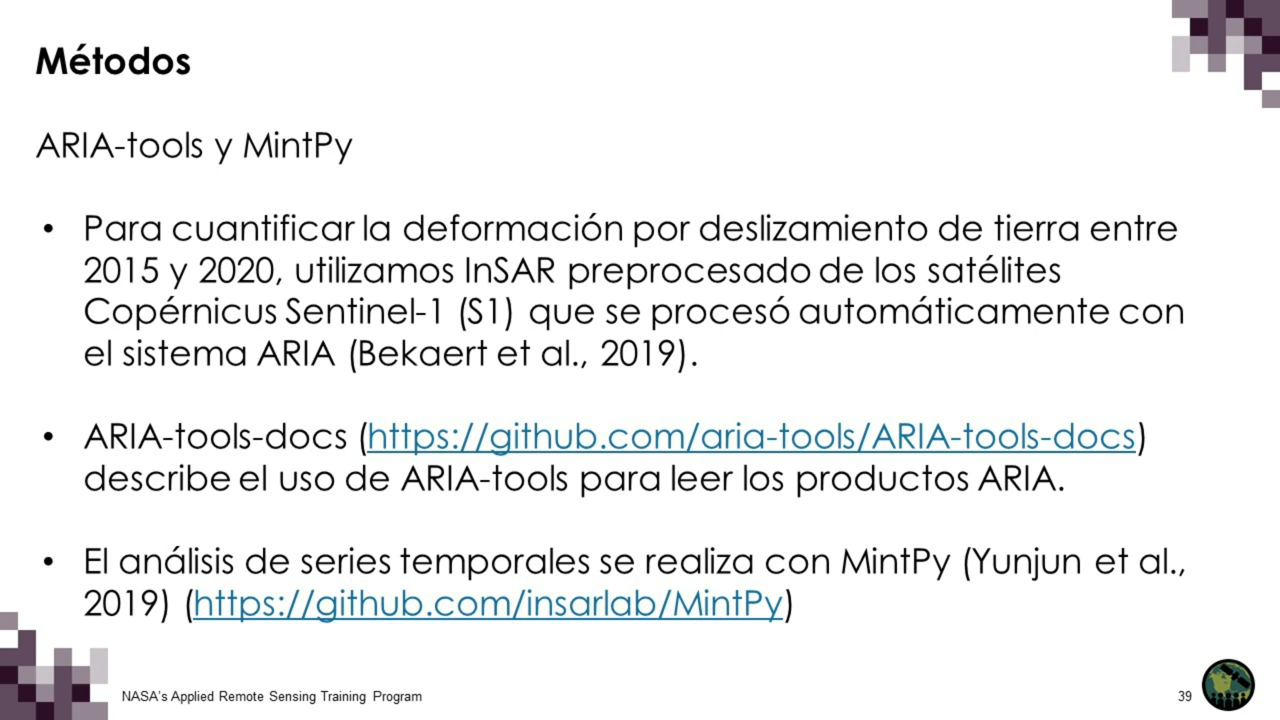 Métodos
ARIA-tools y MintPy
• Para cuantificar la deformación por deslizamiento de tierra entre
2015 y 2020, utilizamos InSAR preprocesado de los satélites
Copérnicus Sentinel-1 (S1) que se procesó automáticamente con
el sistema ARIA (Bekaert et al., 2019).
• ARIA-tools-docs (https://github.com/aria-tools/ARIA-tools-docs)
describe el uso de ARIA-tools para leer los productos ARIA.
• El análisis de series temporales se realiza con MintPy (Yunjun et al.,
2019) (https://github.com/insarlab/MintPy)
NASA's Applied Remote Sensing Training Program
39